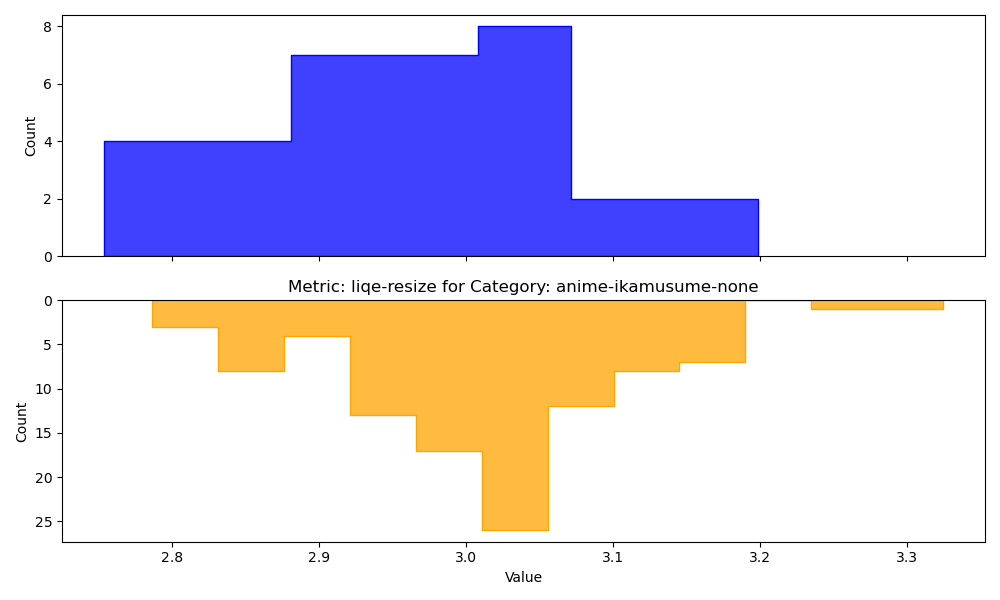 8
6
4
2
0
Count
Metric: liqe-resize for Category: anime-ikamusume-none
0
5
10
15
20
25
Count
2.8 2.9 3.0 3.1 3.2 3.3
Value